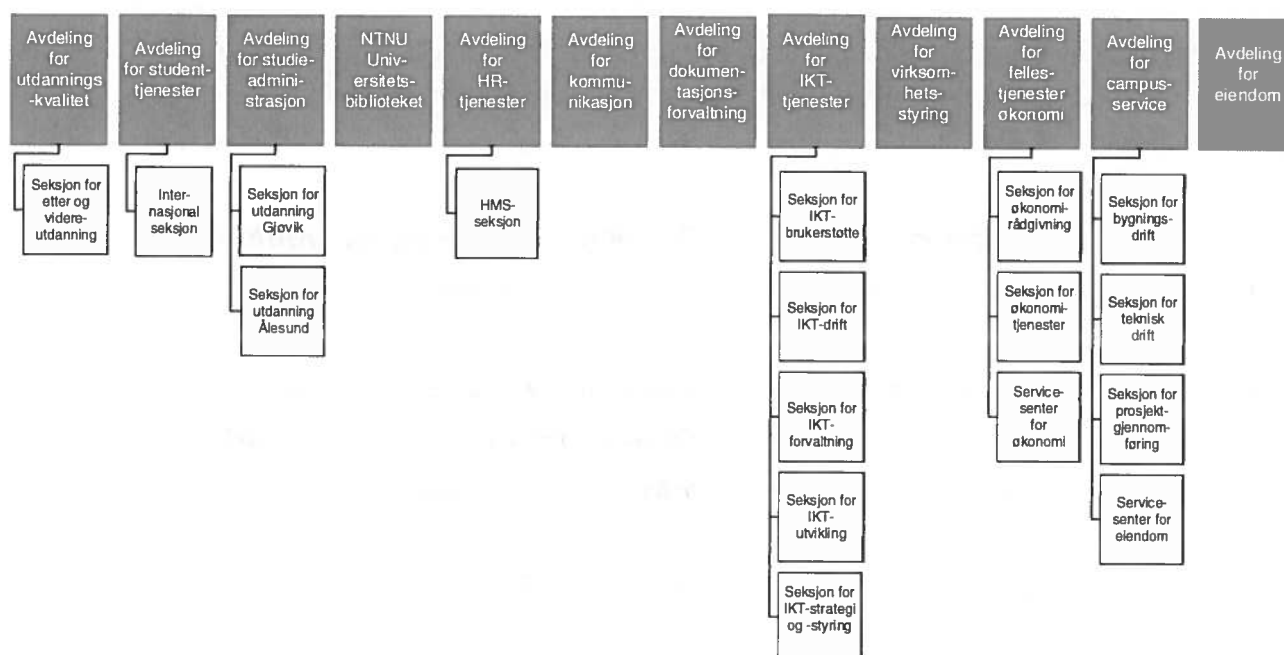 Avdeling
for
utdannings
-kvalitet
Avdeling
for student-
tjenester
Avdeling
for studie-
admini-
strasjon
NTNU
Univ-
ersitets-
biblioteket
Avdeling
for
HR-
tjenester
Avdeling
for
kommu-
nikasjon
Avdeling
for
dokumen-
tasjons-
forvaltning
Avdeling
for
IKT-
tjenester
Avdeling
for
virksom-
hets-
styring
Avdeling
for
felles-
tjenester
økonomi
Avdeling
for
campus-
service
Avdeling
for
eiendom
Seksjon for
etter og
videre-
utdanning
Inter-
nasjonal
seksjon
Seksjon for
utdanning
Gjøvik
Seksjon for
utdanning
Ålesund
HMS-
seksjon
Seksjon for
IKT-
brukerstøtte
Seksjon for
IKT-drift
Seksjon for
IKT-
forvaltning
Seksjon for
IKT-
utvikling
Seksjon for
IKT-strategi
og -styring
Seksjon for
økonomi-
rådgivning
Seksjon for
økonomi-
tjenester
Service-
senter
for
økonomi
Seksjon for
bygnings-
drift
Seksjon for
teknisk
drift
Seksjon for
prosjekt-
gjennom-
føring
Service-
senter for
eiendom